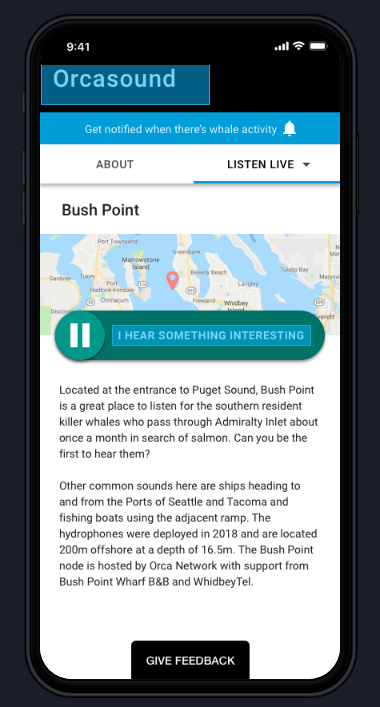 9:41
Orcasound
Get notified when there's whale activity
ABOUT
LISTEN LIVE
Bush Point
Port Townsend
Marrowstone
Island
Greenbank
Gardiner
Tukey
Beverly Beach
Tulalip Bay
Port
Hadlock-Irondale
Langley
Chimacum
Freeland
Whidbey
Island
Everett
I HEAR SOMETHING INTERESTING
Located at the entrance to Puget Sound, Bush Point
is a great place to listen for the southern resident
killer whales who pass through Admiralty Inlet about
once a month in search of salmon. Can you be the
first to hear them?
Other common sounds here are ships heading to
and from the Ports of Seattle and Tacoma and
fishing boats using the adjacent ramp. The
hydrophones were deployed in 2018 and are located
200m offshore at a depth of 16.5m. The Bush Point
node is hosted by Orca Network with support from
Bush Point Wharf B&B and WhidbeyTel.
GIVE FEEDBACK